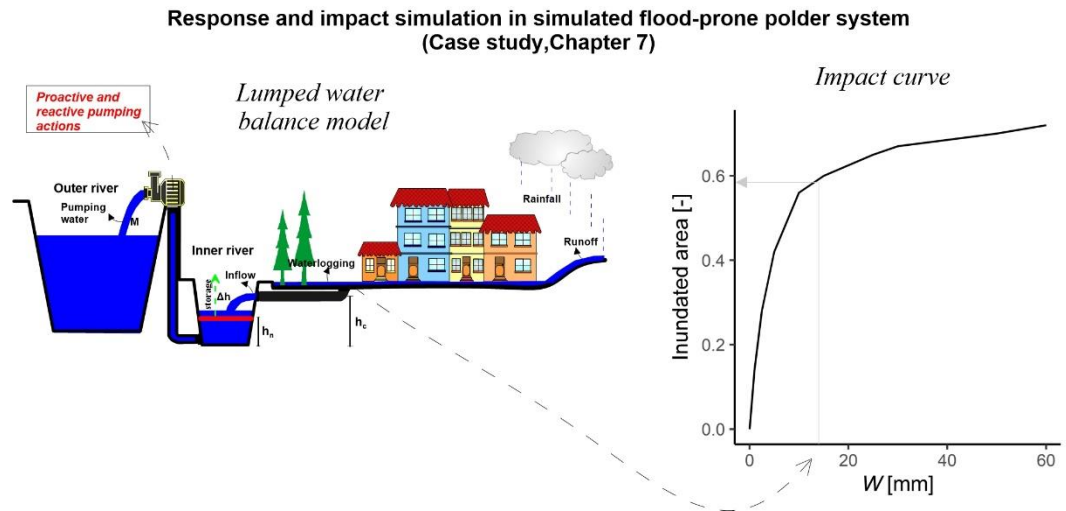 Response and impact simulation in simulated flood-prone polder system
(Case study,Chapter 7)
Proactive and
reactive pumping
actions
Lumped water
balance model
Impact curve
Outer river
Pumping
water
M
Inner river
Inflow
Waterlogging
Rainfall
Runoff
storage
Δh
hₙ
h꜀
Inundated area [-]
0.6
0.4
0.2
0.0
0
20
40
60
W [mm]